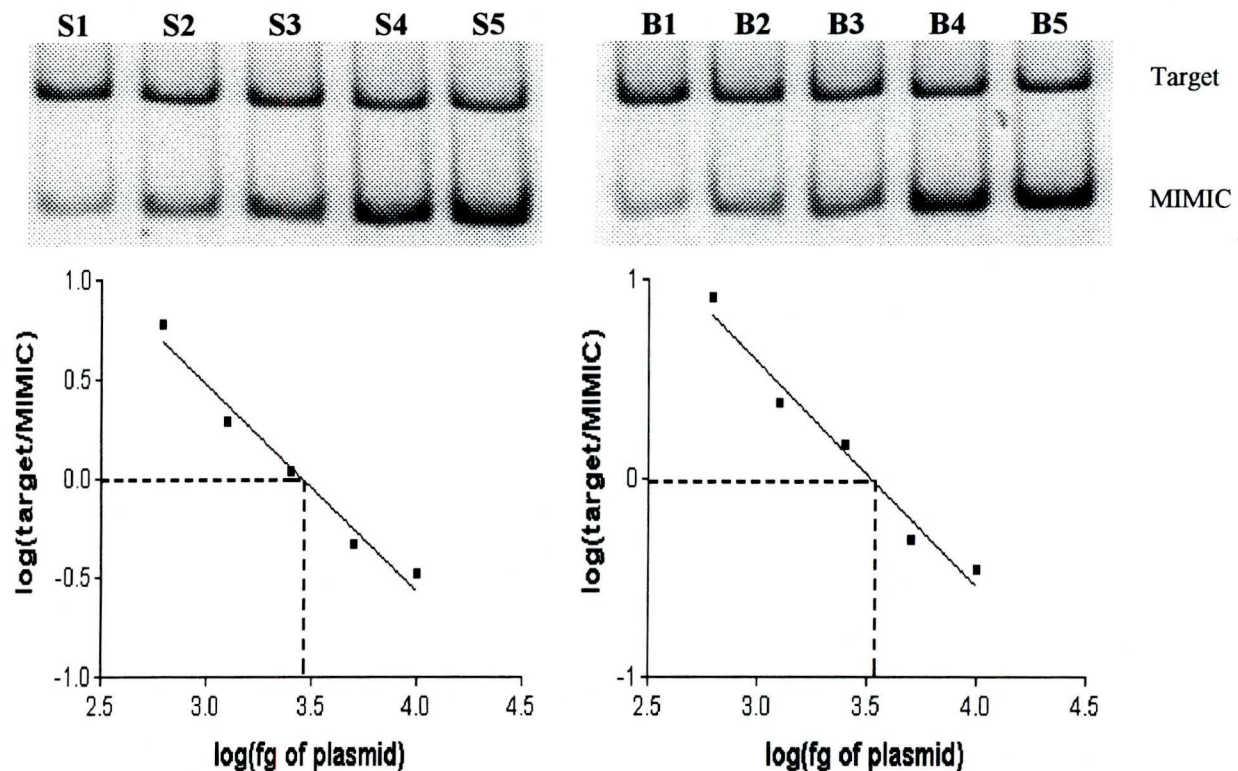 S1 S2 S3 S4 S5
B1 B2 B3 B4 B5
Target
MIMIC
log(target/MIMIC)
1.0
0.5
0.0
-0.5
-1.0
2.5 3.0 3.5 4.0 4.5
log(fg of plasmid)
log(target/MIMIC)
1
0
-1
2.5 3.0 3.5 4.0 4.5
log(fg of plasmid)